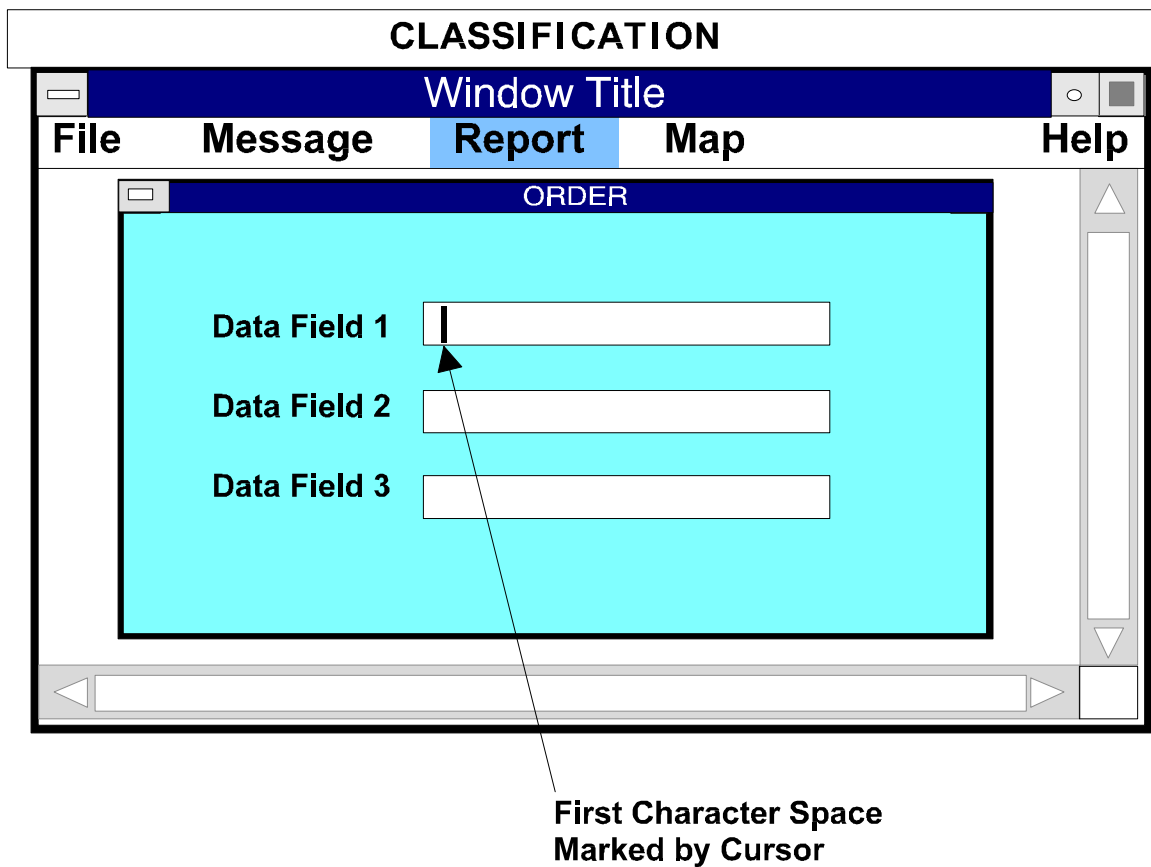 CLASSIFICATION
Window Title
File Message Report Map Help
ORDER
Data Field 1
Data Field 2
Data Field 3
First Character Space
Marked by Cursor